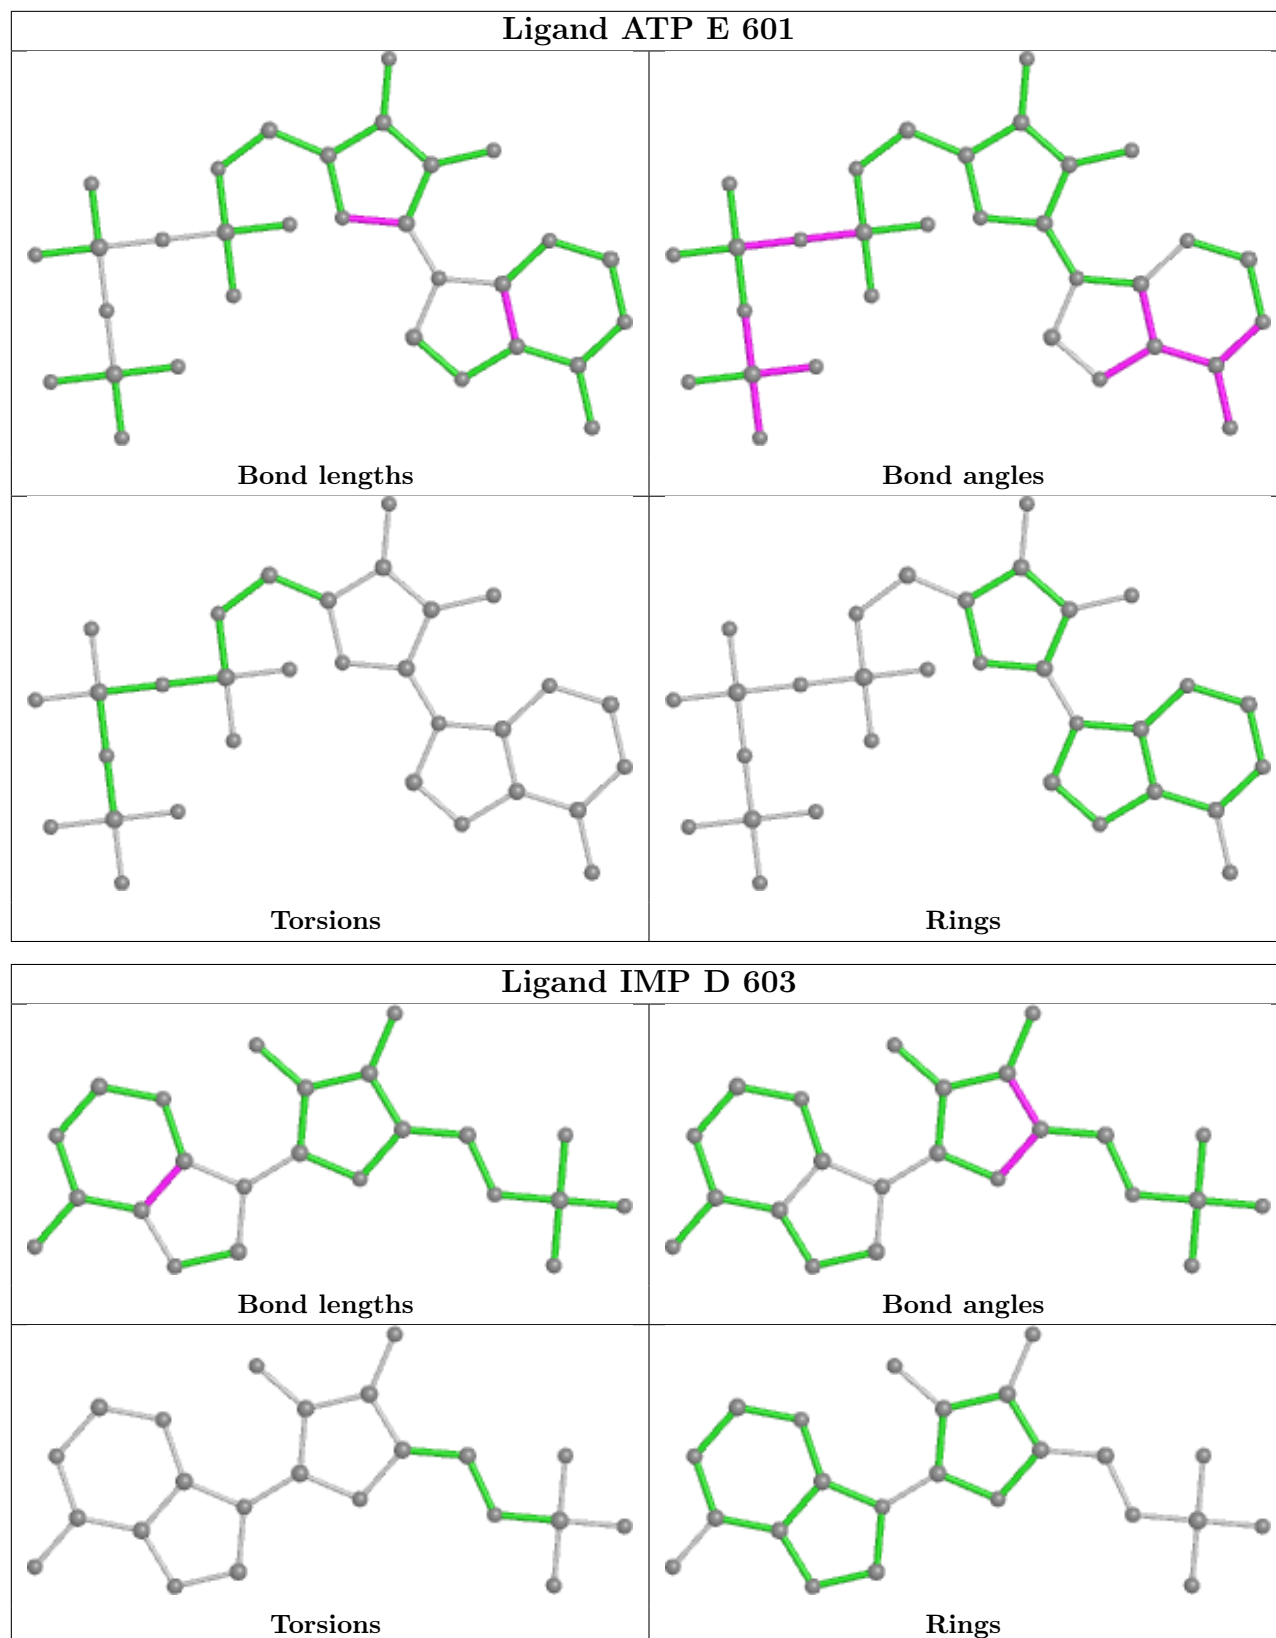 Ligand ATP E 601
Bond lengths
Bond angles
Torsions
Rings
Ligand IMP D 603
Bond lengths
Bond angles
Torsions
Rings